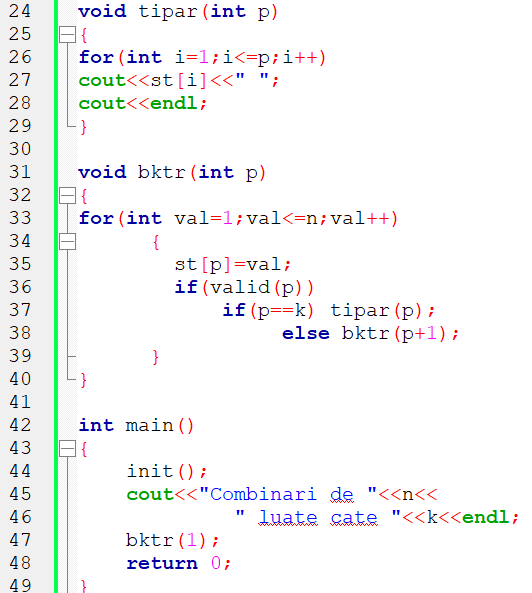 24 void tipar(int p)
25 {
26 for(int i=1;i<=p;i++)
27 cout<<st[i]<<" ";
28 cout<<endl;
29 }
30
31 void bktr(int p)
32 {
33 for(int val=1;val<=n;val++)
34 {
35 st[p]=val;
36 if(valid(p))
37 if(p==k) tipar(p);
38 else bktr(p+1);
39 }
40 }
41
42 int main()
43 {
44 init();
45 cout<<"Combinari de "<<n<<
46 " luate cate "<<k<<endl;
47 bktr(1);
48 return 0;
49 }